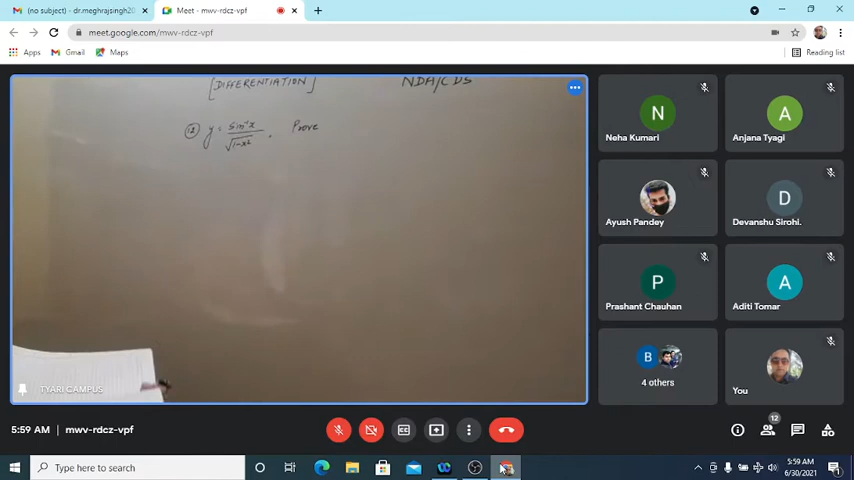 (no subject) - dr.meghrajsingh20
Meet - mwv-rdcz-vpf
meet.google.com/mwv-rdcz-vpf
Apps
Gmail
Maps
Reading list
[DIFFERENTIATION]
NDA/CDS
12 y = sin⁻¹x / √1-x² . Prove
TYARI CAMPUS
N
Neha Kumari
A
Anjana Tyagi
Ayush Pandey
D
Devanshu Sirohi.
P
Prashant Chauhan
A
Aditi Tomar
B
4 others
You
5:59 AM | mwv-rdcz-vpf
12
Type here to search
5:59 AM
6/30/2021
1